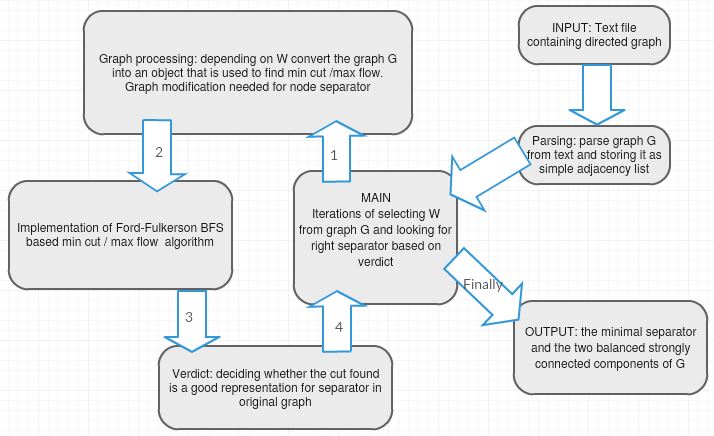 Graph processing: depending on W convert the graph G
into an object that is used to find min cut /max flow.
Graph modification needed for node separator
INPUT: Text file
containing directed graph
Parsing: parse graph G
from text and storing it as
simple adjacency list
2
1
Implementation of Ford-Fulkerson BFS
based min cut / max flow algorithm
MAIN
Iterations of selecting W
from graph G and looking for
right separator based on
verdict
Finally
3
4
OUTPUT: the minimal separator
and the two balanced strongly
connected components of G
Verdict: deciding whether the cut found
is a good representation for separator in
original graph